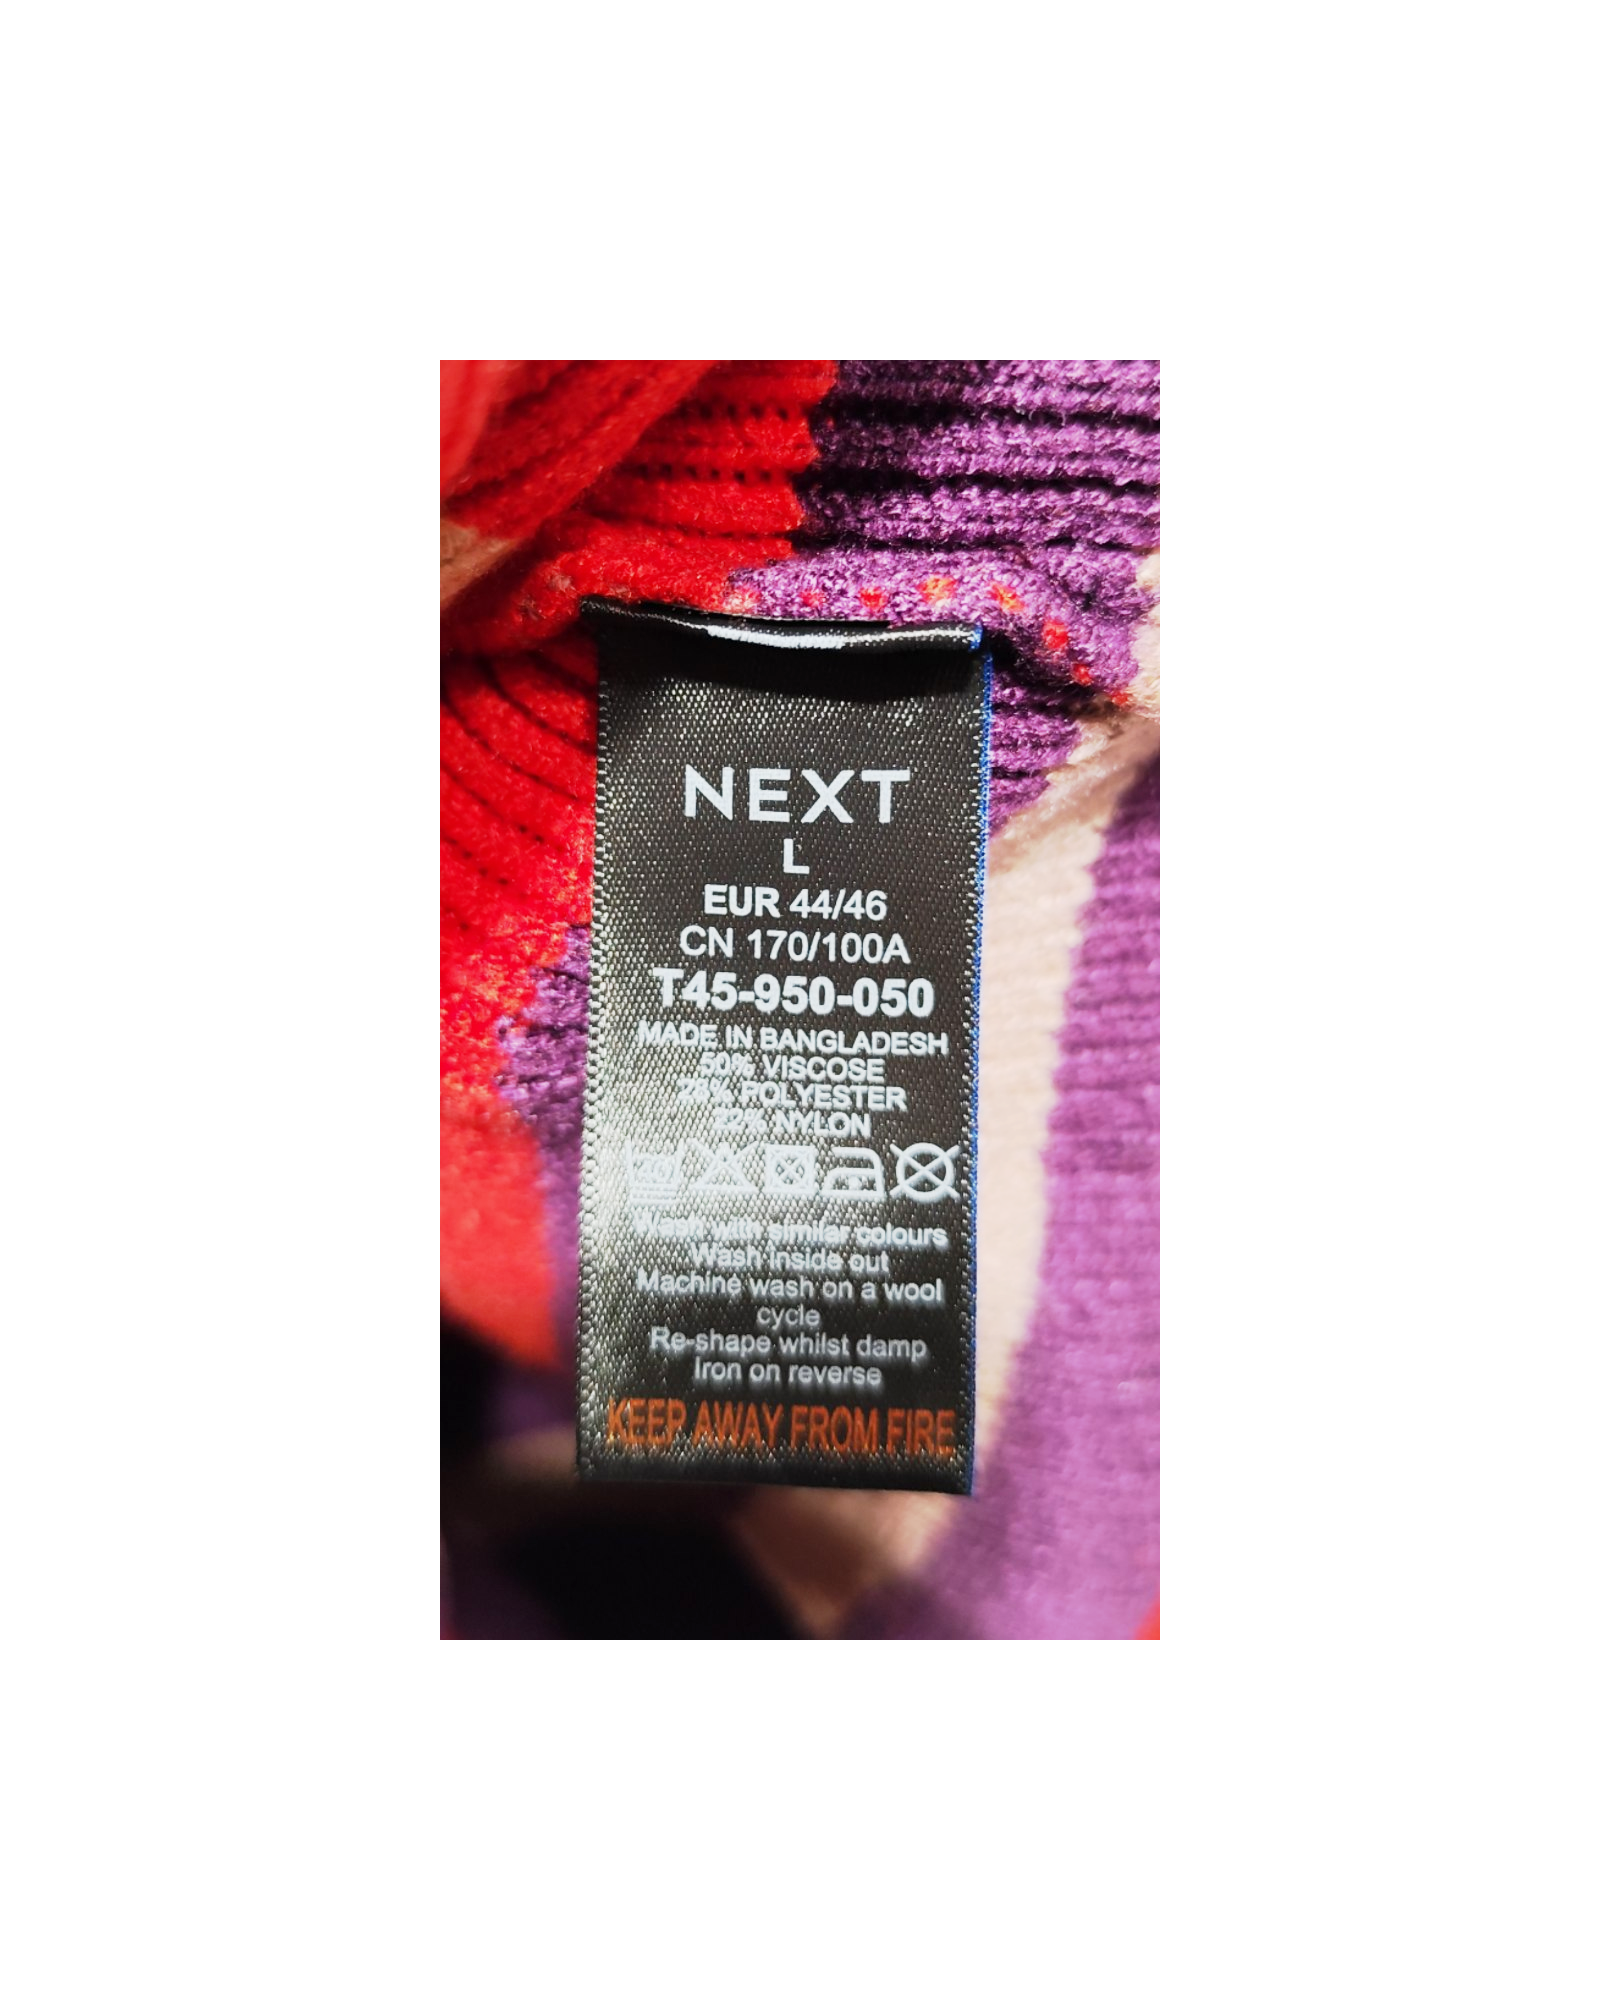 NEXT
L
EUR 44/46
CN 170/100A
T45-950-050
MADE IN BANGLADESH
50% VISCOSE
28% POLYESTER
22% NYLON
Wash with similar colours
Wash inside out
Machine wash on a wool
cycle
Re-shape whilst damp
Iron on reverse
KEEP AWAY FROM FIRE